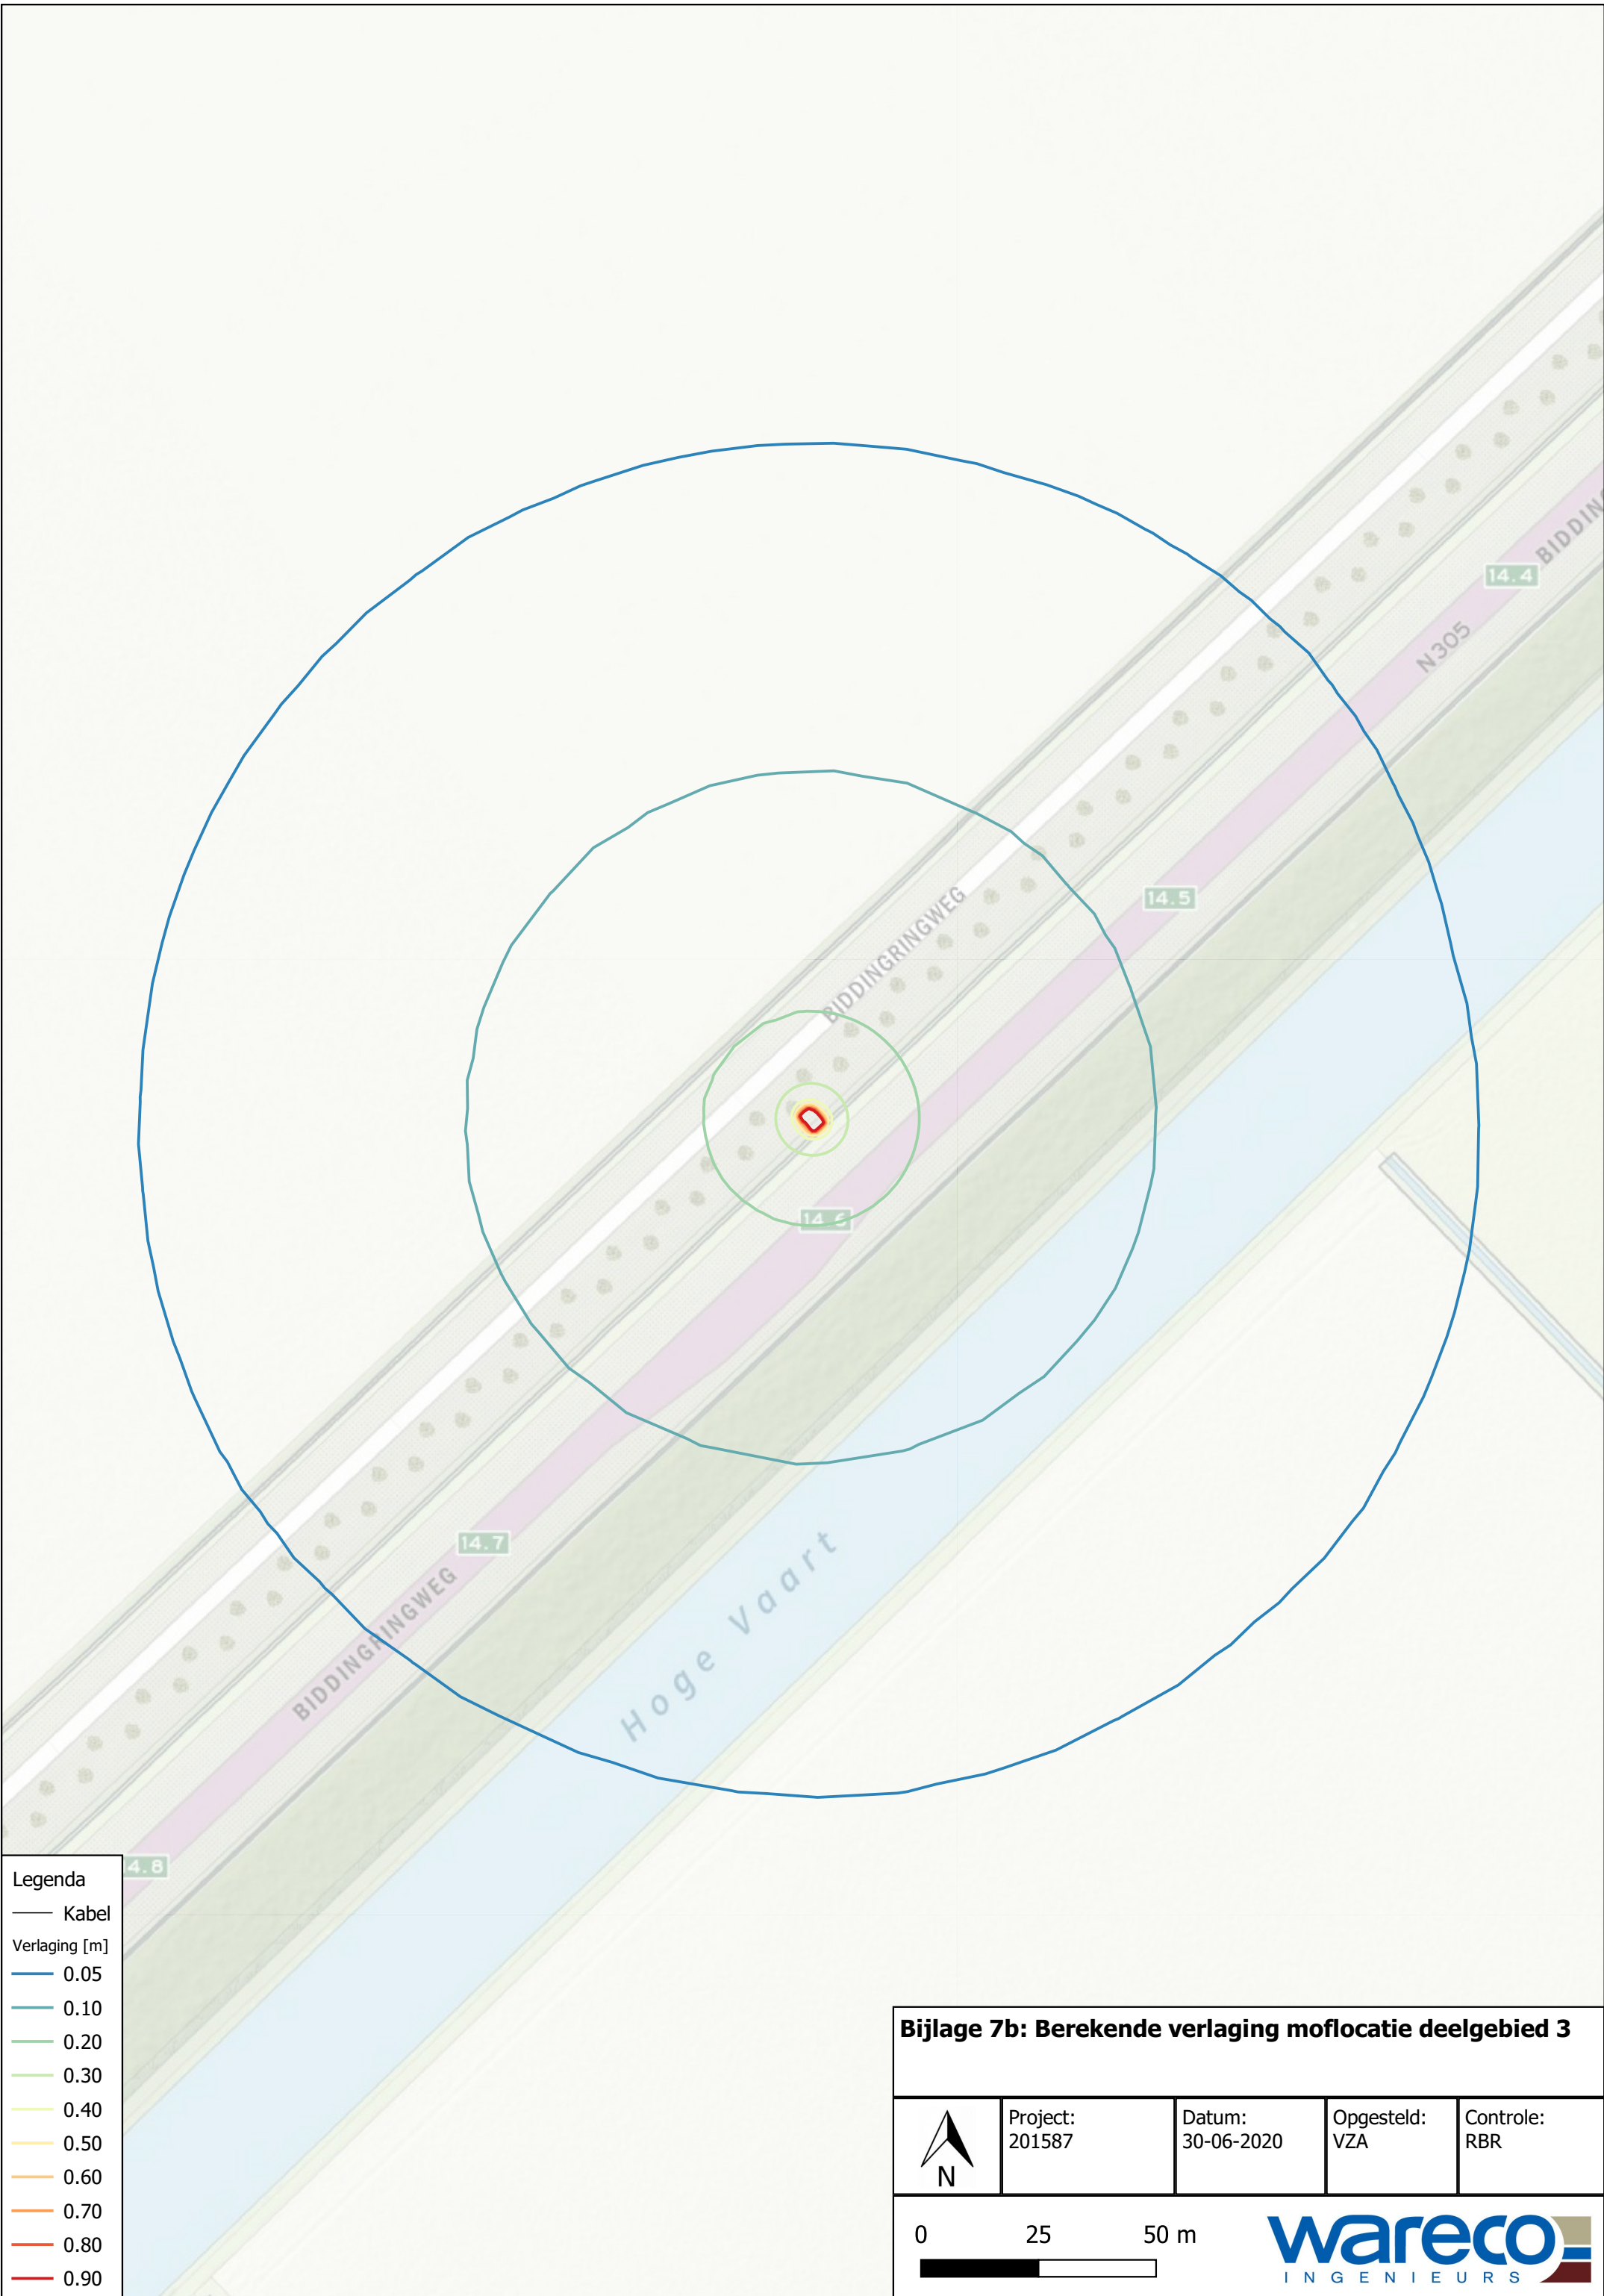 BIDDING
14.4
N305
14.5
BIDDINGRINGWEG
14.6
14.7
BIDDINGRINGWEG
Hoge Vaart
4.8
Legenda
Kabel
Verlaging [m]
0.05
0.10
0.20
0.30
0.40
0.50
0.60
0.70
0.80
0.90
Bijlage 7b: Berekende verlaging moflocatie deelgebied 3
N
Project:
201587
Datum:
30-06-2020
Opgesteld:
VZA
Controle:
RBR
0 25 50 m
wareco
INGENIEURS